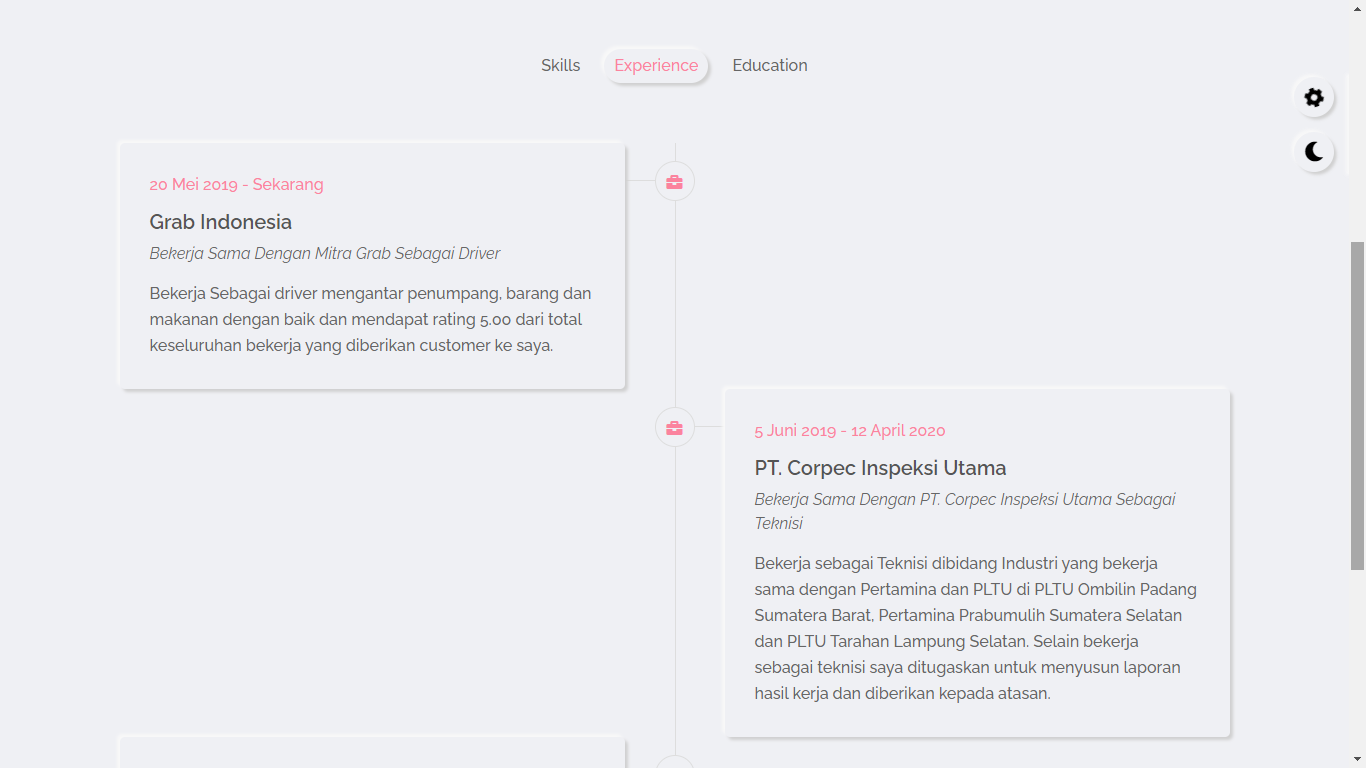 Skills
Experience
Education
20 Mei 2019 - Sekarang
Grab Indonesia
Bekerja Sama Dengan Mitra Grab Sebagai Driver
Bekerja Sebagai driver mengantar penumpang, barang dan
makanan dengan baik dan mendapat rating 5.00 dari total
keseluruhan bekerja yang diberikan customer ke saya.
5 Juni 2019 - 12 April 2020
PT. Corpec Inspeksi Utama
Bekerja Sama Dengan PT. Corpec Inspeksi Utama Sebagai
Teknisi
Bekerja sebagai Teknisi dibidang Industri yang bekerja
sama dengan Pertamina dan PLTU di PLTU Ombilin Padang
Sumatera Barat, Pertamina Prabumulih Sumatera Selatan
dan PLTU Tarahan Lampung Selatan. Selain bekerja
sebagai teknisi saya ditugaskan untuk menyusun laporan
hasil kerja dan diberikan kepada atasan.